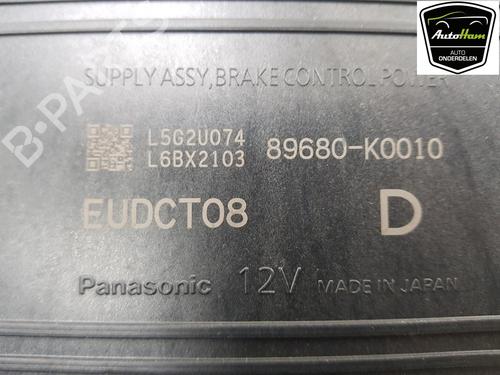 AutoHam
AUTO
ONDERDELEN
SUPPLY ASSY, BRAKE CONTROL POWER
L5G2U074
L6BX2103
89680-K0010
EUDCT08
D
Panasonic
12V
MADE IN JAPAN
B-PARTS